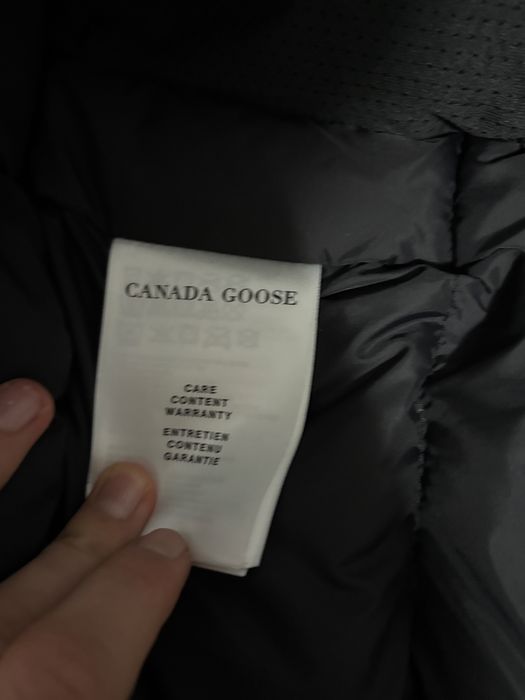 CANADA GOOSE
CARE
CONTENT
WARRANTY
ENTRETIEN
CONTENU
GARANTIE